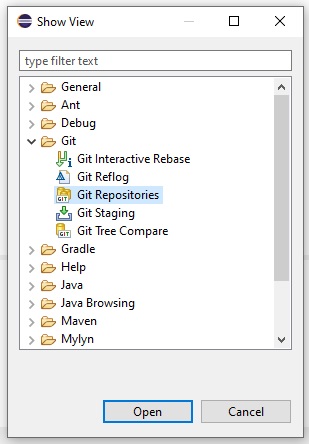 Show View
type filter text
General
Ant
Debug
Git
Git Interactive Rebase
Git Reflog
Git Repositories
Git Staging
Git Tree Compare
Gradle
Help
Java
Java Browsing
Maven
Mylyn
Open Cancel